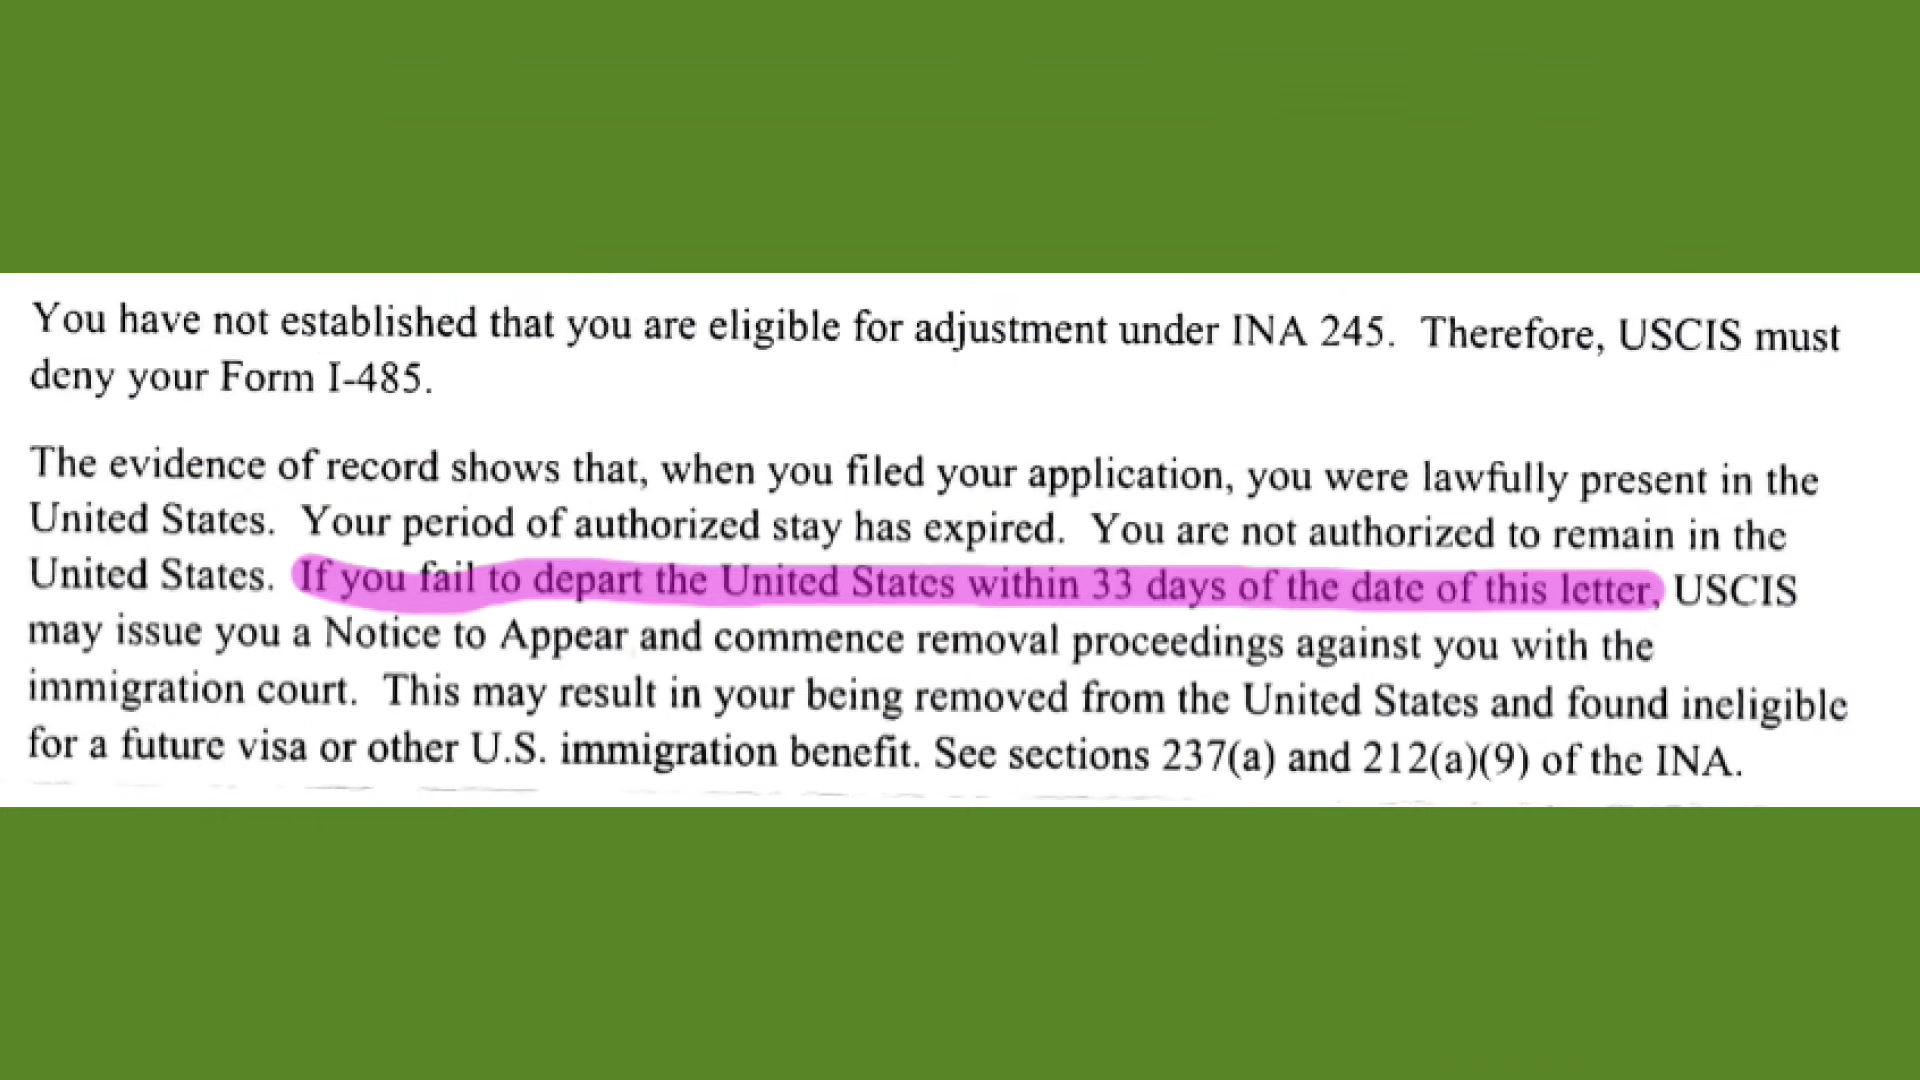 You have not established that you are eligible for adjustment under INA 245. Therefore, USCIS must
deny your Form I-485.
The evidence of record shows that, when you filed your application, you were lawfully present in the
United States. Your period of authorized stay has expired. You are not authorized to remain in the
United States. If you fail to depart the United States within 33 days of the date of this letter, USCIS
may issue you a Notice to Appear and commence removal proceedings against you with the
immigration court. This may result in your being removed from the United States and found ineligible
for a future visa or other U.S. immigration benefit. See sections 237(a) and 212(a)(9) of the INA.